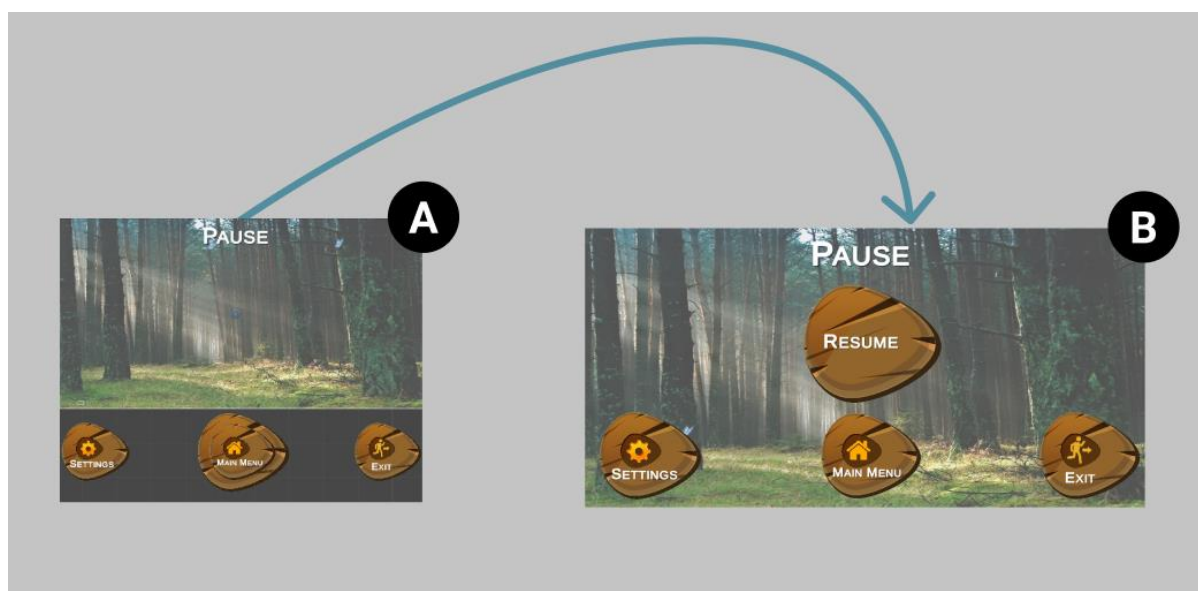 A
PAUSE
SETTINGS
MAIN MENU
EXIT
B
PAUSE
RESUME
SETTINGS
MAIN MENU
EXIT